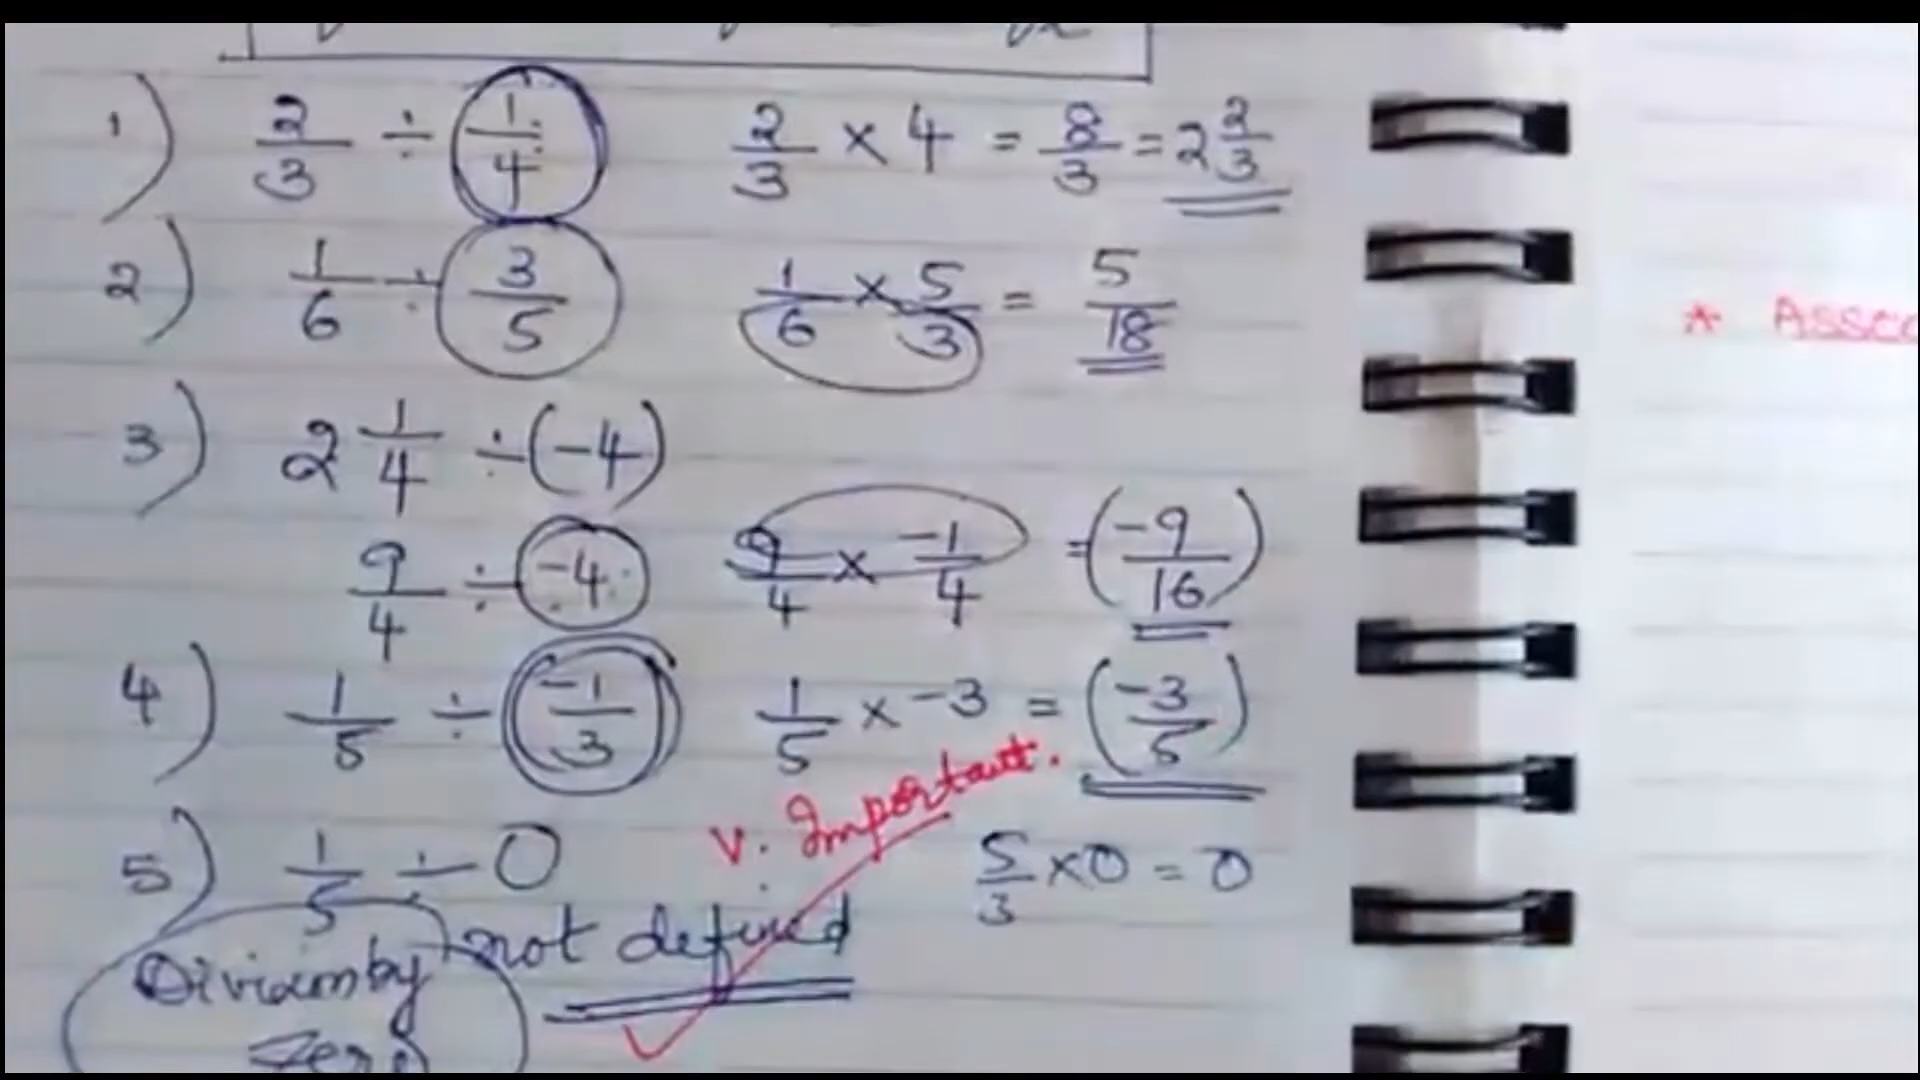 1) 2/3 ÷ 1/4 2/3 × 4 = 8/3 = 2 2/3
2) 1/6 ÷ 3/5 1/6 × 5/3 = 5/18
3) 2 1/4 ÷ (-4)
9/4 ÷ -4 9/4 × -1/4 = (-9/16)
4) 1/5 ÷ -1/3 1/5 × -3 = (-3/5)
V. Important.
5) 1/5 ÷ 0 5/3 × 0 = 0
not defined
Division by
Zero
*